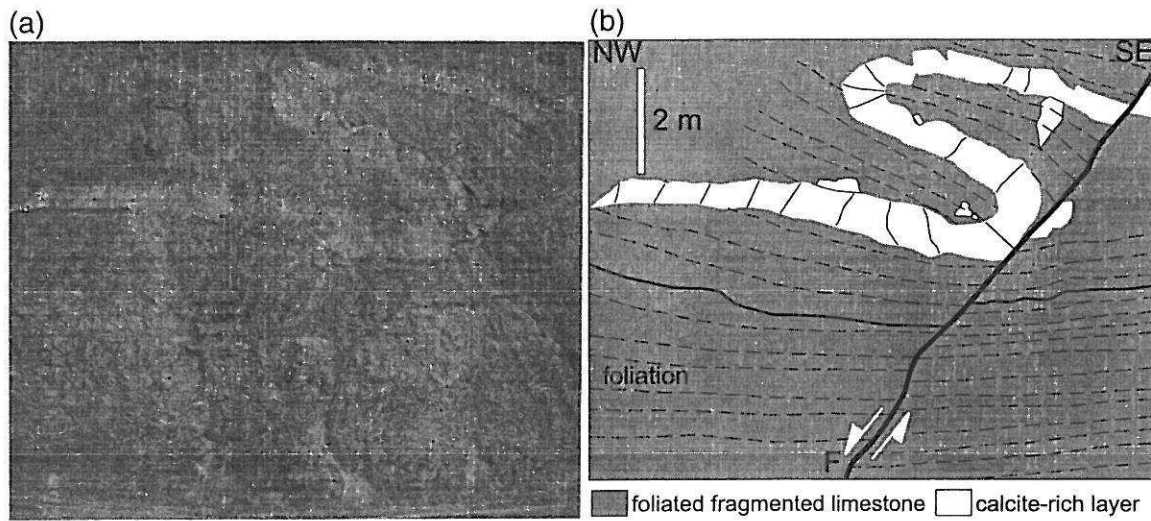 (a)
(b)
NW
SE
2 m
foliation
F
foliated fragmented limestone
calcite-rich layer